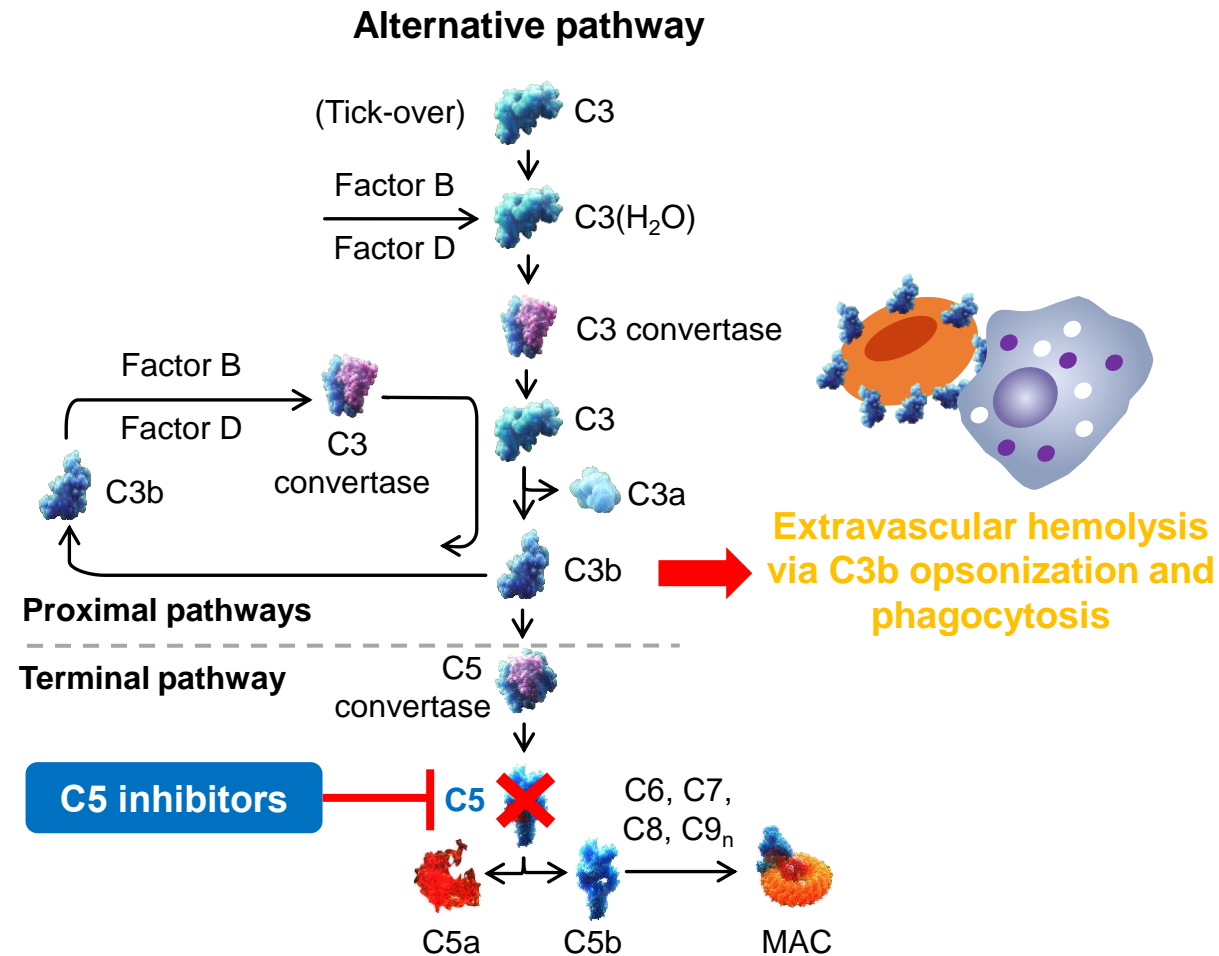 Alternative pathway
(Tick-over)
C3
Factor B
Factor D
C3(H₂O)
C3 convertase
Factor B
Factor D
C3
convertase
C3b
C3
C3a
C3b
Extravascular hemolysis
via C3b opsonization and
phagocytosis
Proximal pathways
Terminal pathway
C5
convertase
C5 inhibitors
C5
C6, C7,
C8, C9ₙ
C5a
C5b
MAC